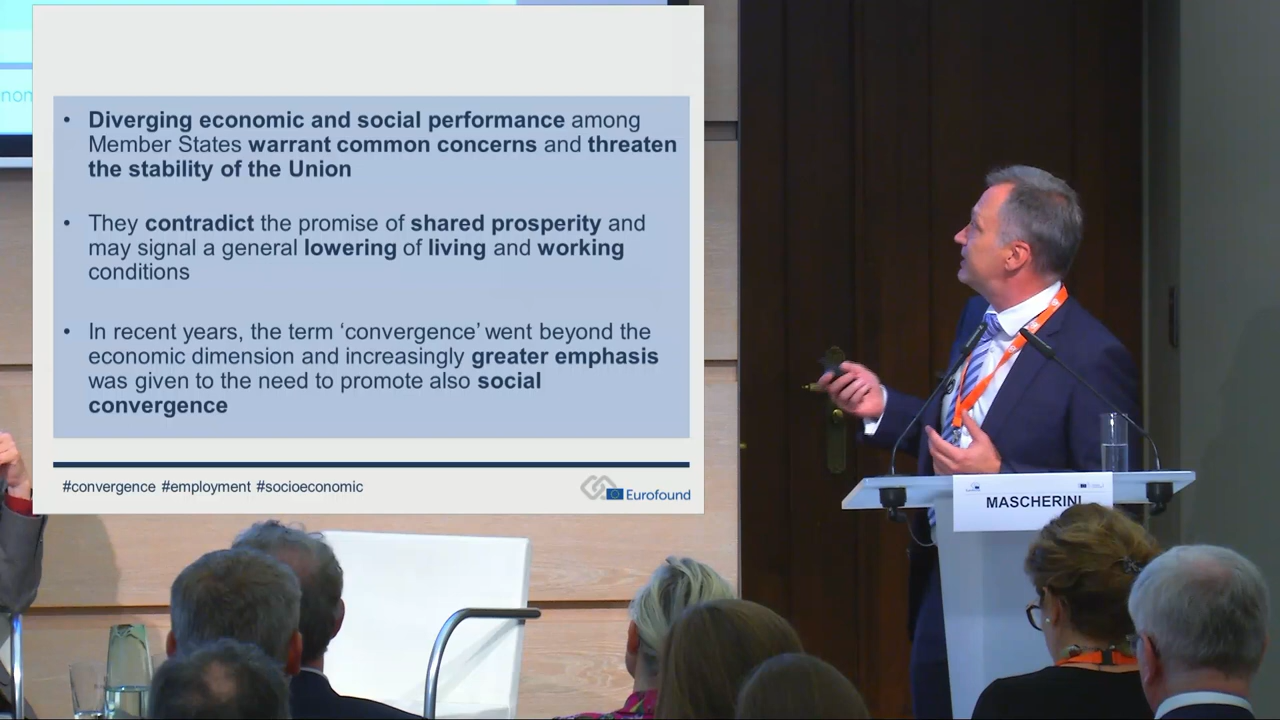 • Diverging economic and social performance among
Member States warrant common concerns and threaten
the stability of the Union
• They contradict the promise of shared prosperity and
may signal a general lowering of living and working
conditions
• In recent years, the term ‘convergence’ went beyond the
economic dimension and increasingly greater emphasis
was given to the need to promote also social
convergence
#convergence #employment #socioeconomic
Eurofound
MASCHERINI